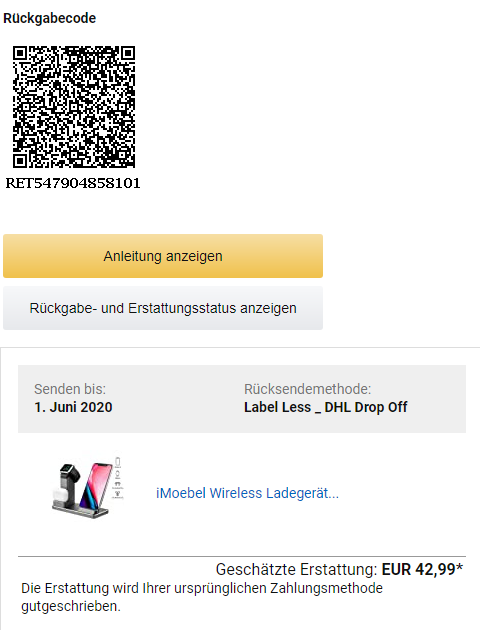 Rückgabecode
RET547904858101
Anleitung anzeigen
Rückgabe- und Erstattungsstatus anzeigen
Senden bis:
1. Juni 2020
Rücksendemethode:
Label Less _ DHL Drop Off
iMoebel Wireless Ladegerät...
Geschätzte Erstattung: EUR 42,99*
Die Erstattung wird Ihrer ursprünglichen Zahlungsmethode
gutgeschrieben.